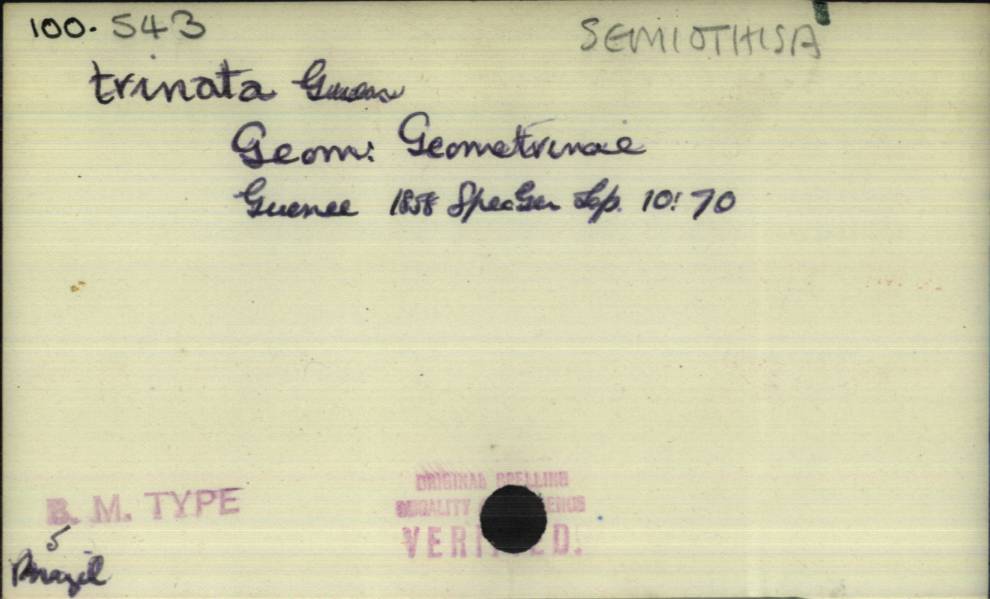 100. 543
SEMIOTHISA
trinata Guen
Geom: Geometrinae
Guenee 1858 Spec Gen Lep. 10: 70
B. M. TYPE
ORIGINAL SPELLING
VERI ED.
5
Brazil